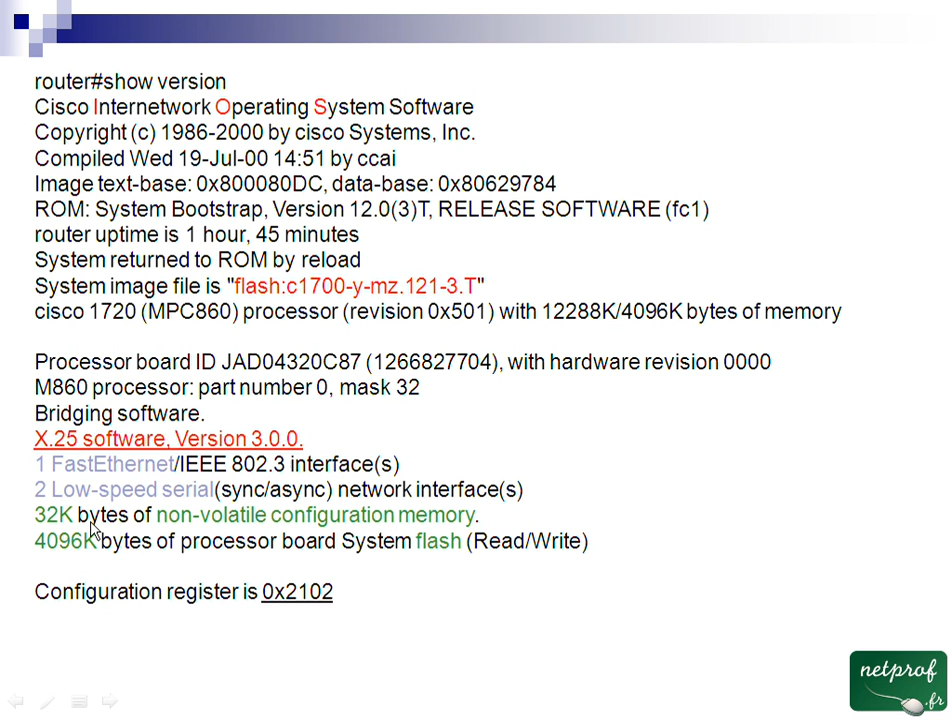 router#show version
Cisco Internetwork Operating System Software
Copyright (c) 1986-2000 by cisco Systems, Inc.
Compiled Wed 19-Jul-00 14:51 by ccai
Image text-base: 0x800080DC, data-base: 0x80629784
ROM: System Bootstrap, Version 12.0(3)T, RELEASE SOFTWARE (fc1)
router uptime is 1 hour, 45 minutes
System returned to ROM by reload
System image file is "flash:c1700-y-mz.121-3.T"
cisco 1720 (MPC860) processor (revision 0x501) with 12288K/4096K bytes of memory
Processor board ID JAD04320C87 (1266827704), with hardware revision 0000
M860 processor: part number 0, mask 32
Bridging software.
X.25 software, Version 3.0.0.
1 FastEthernet/IEEE 802.3 interface(s)
2 Low-speed serial(sync/async) network interface(s)
32K bytes of non-volatile configuration memory.
4096K bytes of processor board System flash (Read/Write)
Configuration register is 0x2102
netprof
.fr